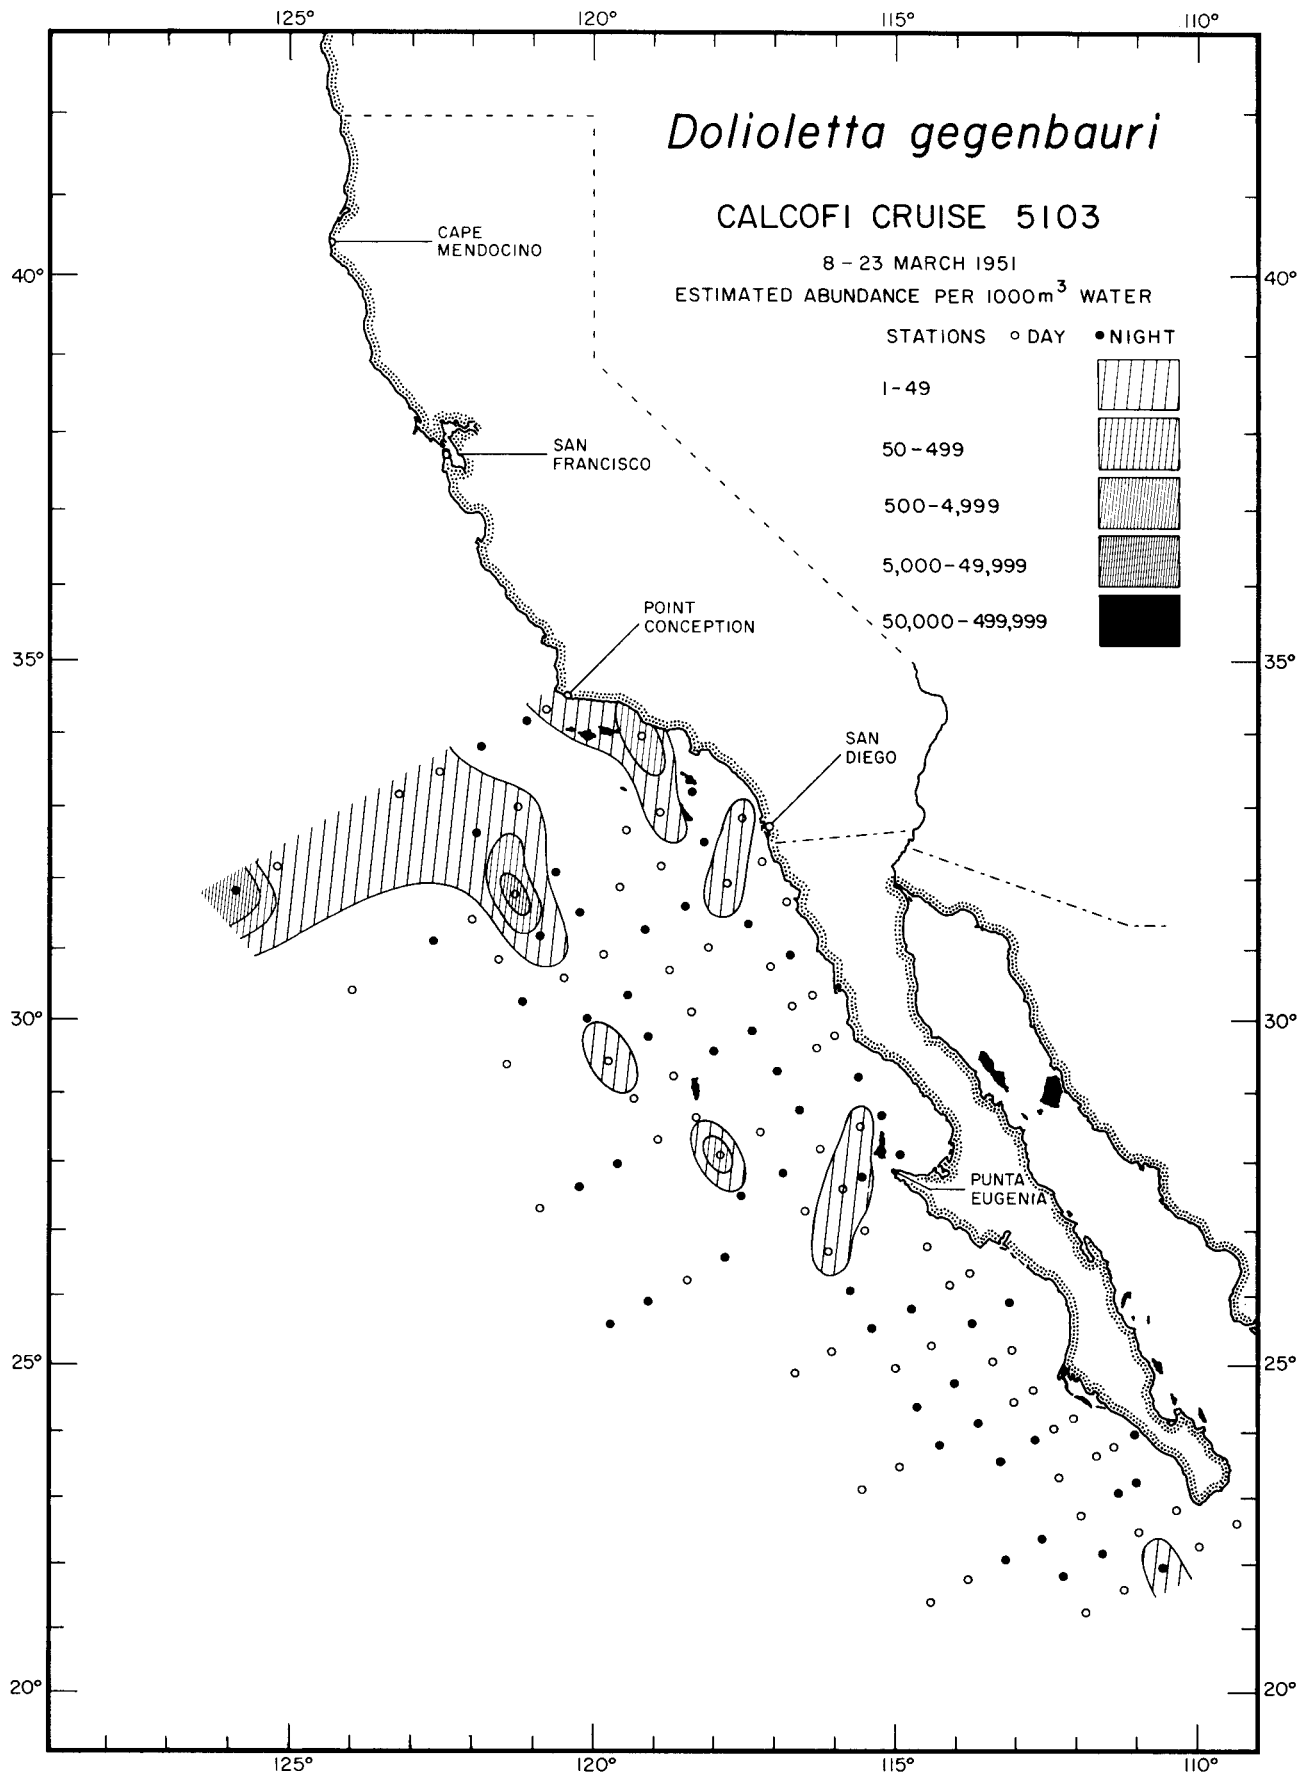 125° 120° 115° 110°
Dolioletta gegenbauri
CALCOFI CRUISE 5103
8 – 23 MARCH 1951
ESTIMATED ABUNDANCE PER 1000m³ WATER
STATIONS ○ DAY ● NIGHT
1 - 49
50 - 499
500 - 4,999
5,000 - 49,999
50,000 - 499,999
CAPE
MENDOCINO
40° 40°
SAN
FRANCISCO
POINT
CONCEPTION
35° 35°
SAN
DIEGO
30° 30°
PUNTA
EUGENIA
25° 25°
20° 20°
125° 120° 115° 110°